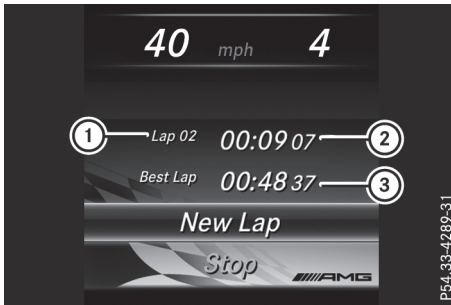 40 mph 4
1 Lap 02 00:09 07 2
Best Lap 00:48 37 3
New Lap
Stop
AMG
P54.33-4289-31